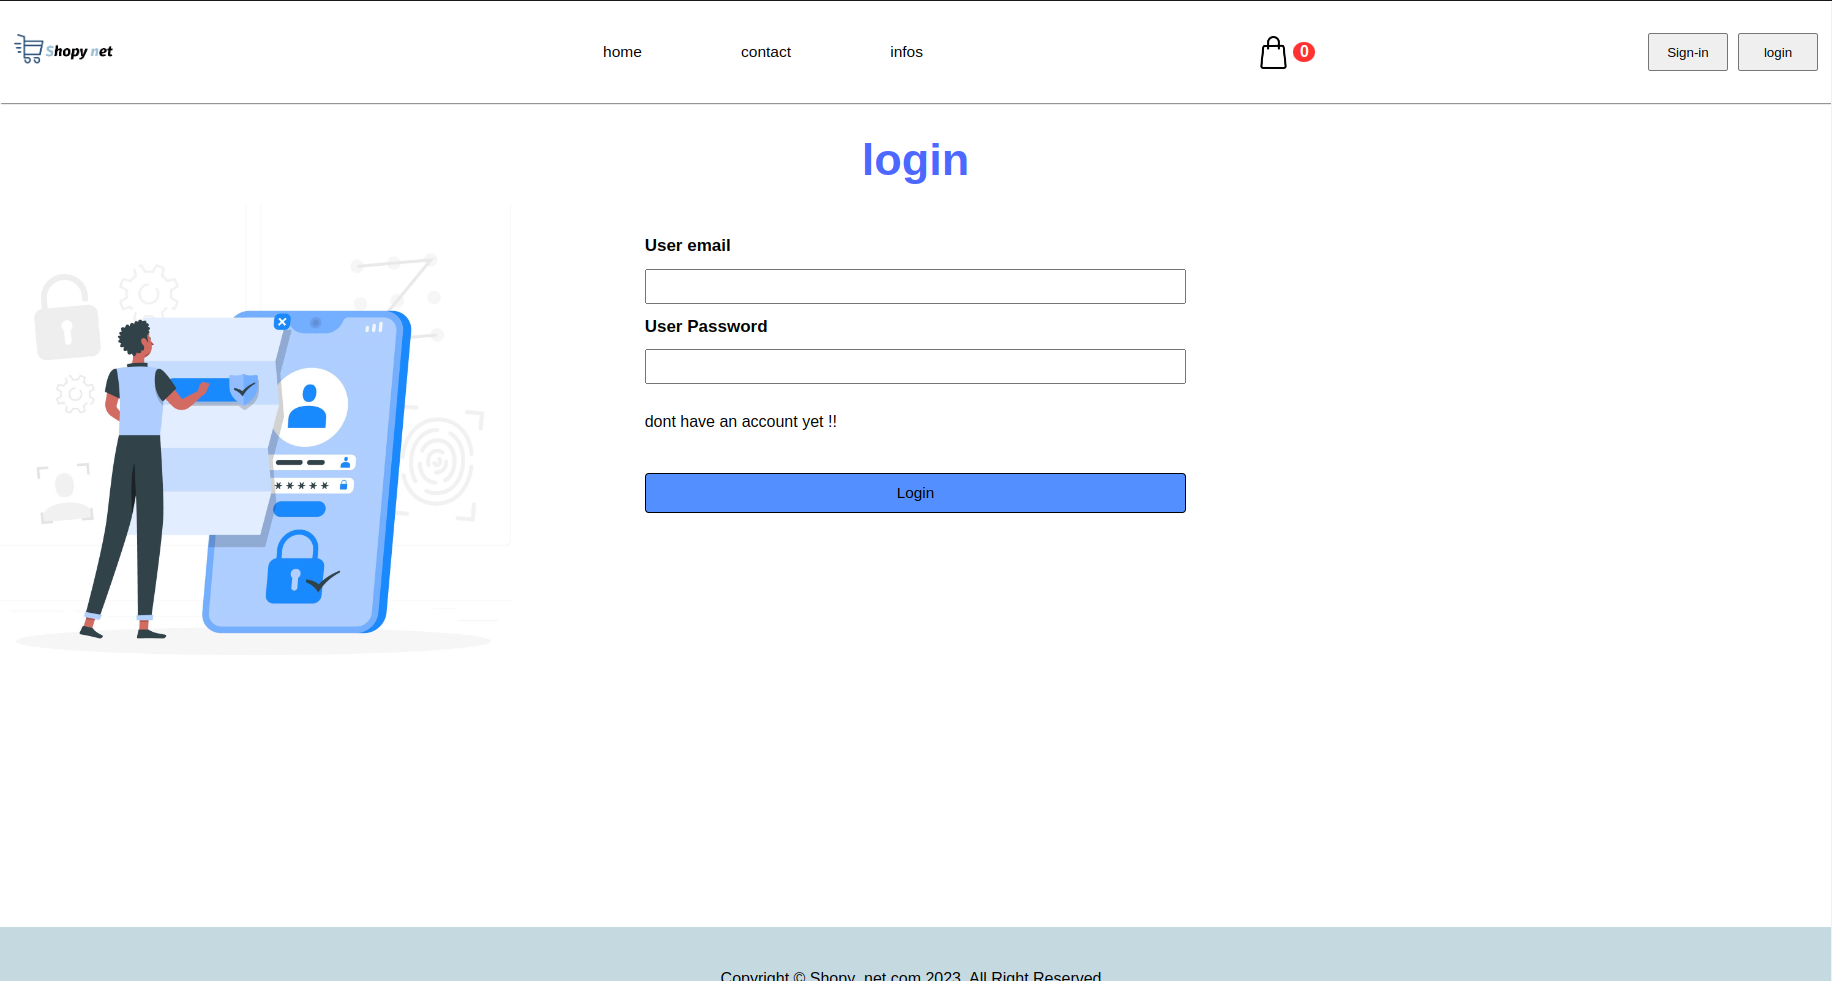 Shopy net
home
contact
infos
0
Sign-in
login
login
User email
User Password
*****
dont have an account yet !!
Login
Copyright © Shopy_net.com 2023. All Right Reserved